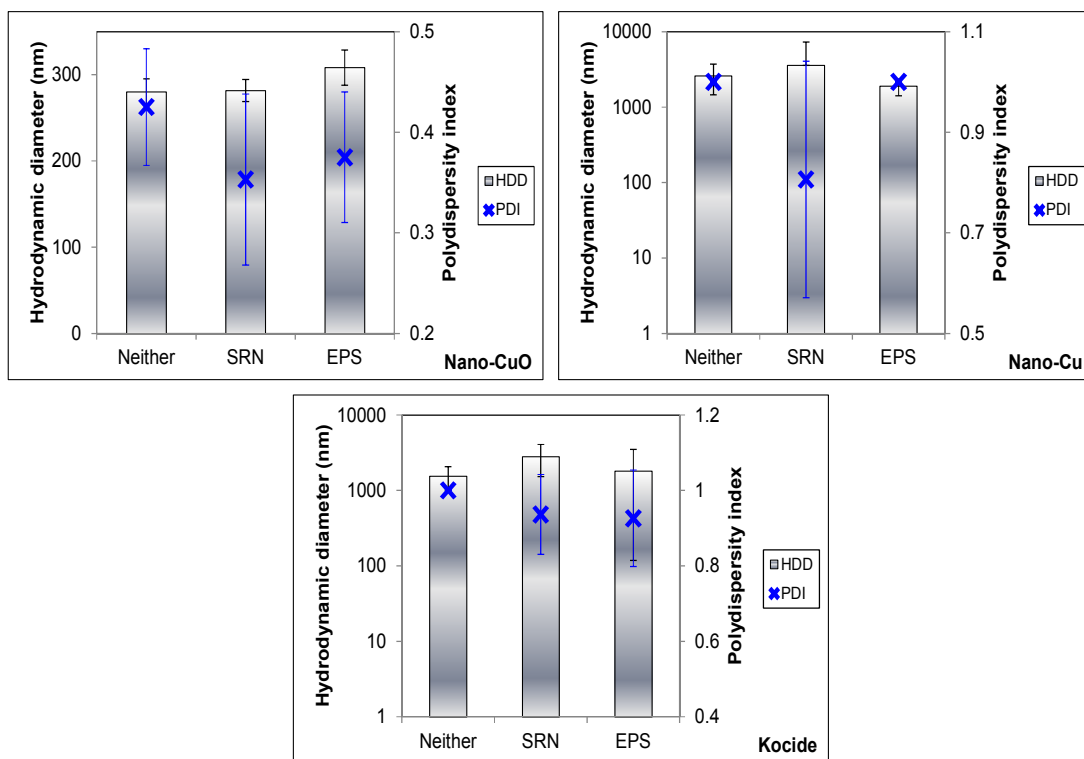 Hydrodynamic diameter (nm)
300
200
100
0
0.5
0.4
0.3
0.2
Polydispersity index
HDD
PDI
Neither SRN EPS
Nano-CuO
Hydrodynamic diameter (nm)
10000
1000
100
10
1
1.1
0.9
0.7
0.5
Polydispersity index
HDD
PDI
Neither SRN EPS
Nano-Cu
Hydrodynamic diameter (nm)
10000
1000
100
10
1
1.2
1
0.8
0.6
0.4
Polydispersity index
HDD
PDI
Neither SRN EPS
Kocide